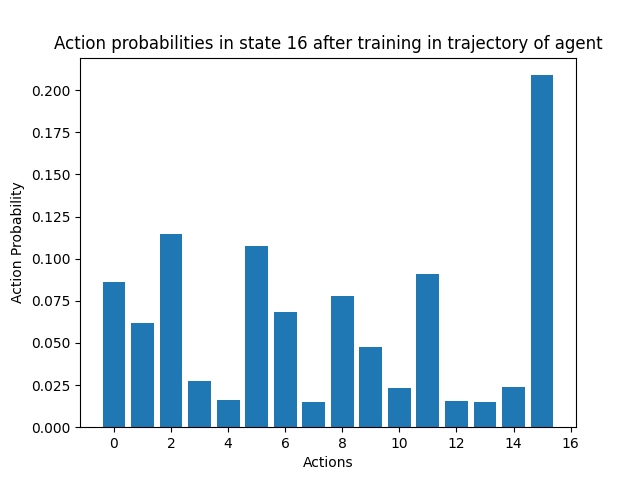 Action probabilities in state 16 after training in trajectory of agent
0.200
0.175
0.150
0.125
0.100
0.075
0.050
0.025
0.000
Action Probability
0 2 4 6 8 10 12 14 16
Actions